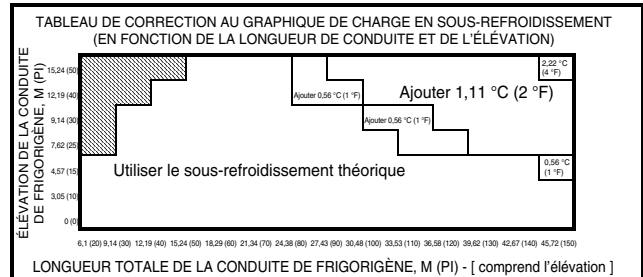 TABLEAU DE CORRECTION AU GRAPHIQUE DE CHARGE EN SOUS-REFROIDISSEMENT
(EN FONCTION DE LA LONGUEUR DE CONDUITE ET DE L'ÉLÉVATION)
ÉLÉVATION DE LA CONDUITE
DE FRIGORIGÈNE, M (PI)
15,24 (50)
12,19 (40)
9,14 (30)
7,62 (25)
4,57 (15)
3,05 (10)
0 (0)
2,22 °C
(4 °F)
Ajouter 0,56 °C (1 °F)
Ajouter 1,11 °C (2 °F)
Ajouter 0,56 °C (1 °F)
Utiliser le sous-refroidissement théorique
0,56 °C
(1 °F)
6,1 (20) 9,14 (30) 12,19 (40) 15,24 (50) 18,29 (60) 21,34 (70) 24,38 (80) 27,43 (90) 30,48 (100) 33,53 (110) 36,58 (120) 39,62 (130) 42,67 (140) 45,72 (150)
LONGUEUR TOTALE DE LA CONDUITE DE FRIGORIGÈNE, M (PI) - [ comprend l'élévation ]